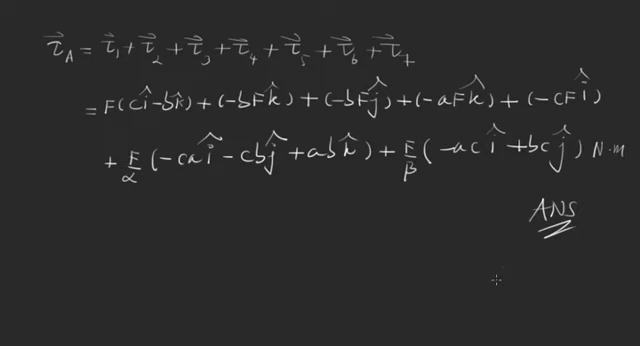 τ⃗_A = τ⃗_1 + τ⃗_2 + τ⃗_3 + τ⃗_4 + τ⃗_5 + τ⃗_6 + τ⃗_7
= F(cî - bk̂) + (-bFk̂) + (-bFĵ) + (-aFk̂) + (-cFî)
+ F/α (-caî - cbĵ + abk̂) + F/β (-acî + bcĵ) N·m
ANS